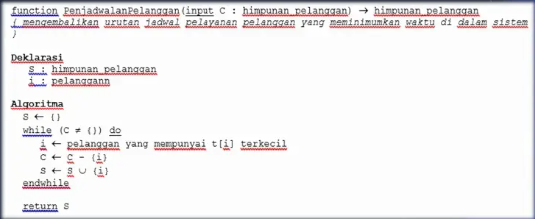 function PenjadwalanPelanggan(input C : himpunan_pelanggan) → himpunan_pelanggan
{ mengembalikan urutan jadwal pelayanan pelanggan yang meminimumkan waktu di dalam sistem
}
Deklarasi
S : himpunan_pelanggan
i : pelanggann
Algoritma
S ← {}
while (C ≠ {}) do
i ← pelanggan yang mempunyai t[i] terkecil
C ← C - {i}
S ← S ∪ {i}
endwhile
return S